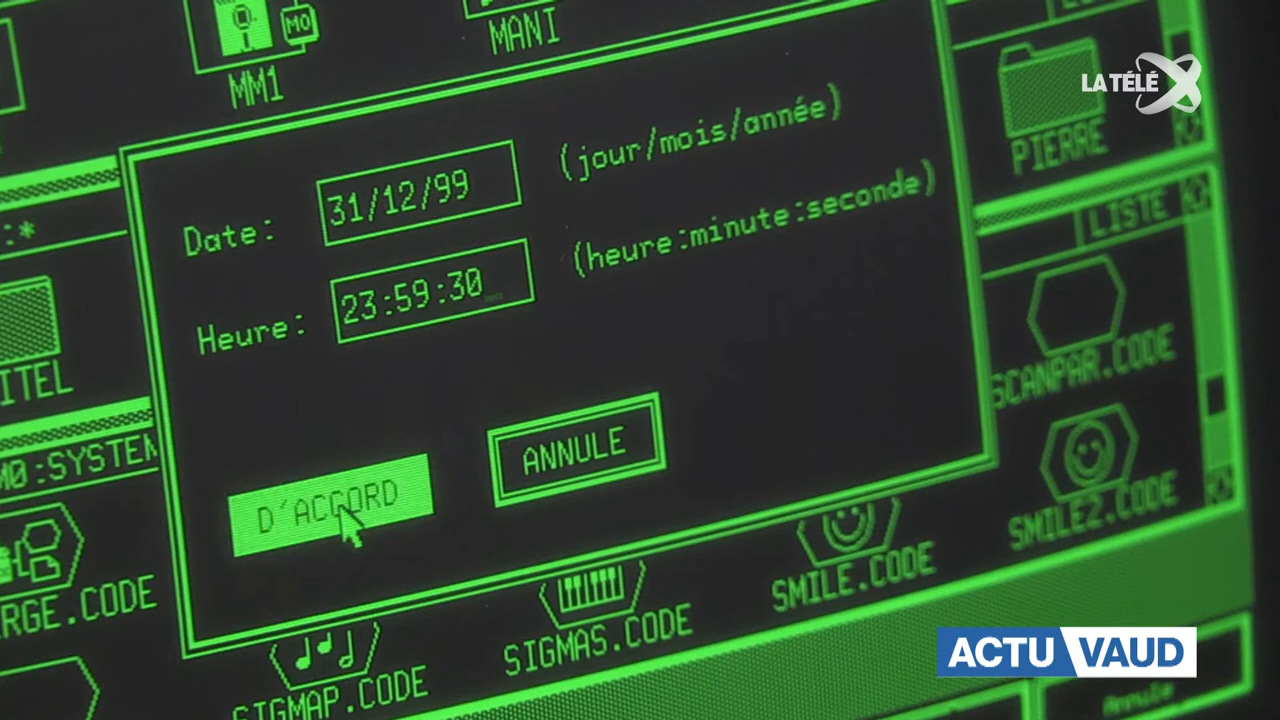 MO
MM1
MANI
LA TÉLÉ
PIERRE
Date:
31/12/99
(jour/mois/année)
:*
Heure:
23:59:30
(heure:minute:seconde)
LISTE
ITEL
SCANPAR.CODE
M0:SYSTEM
D'ACCORD
ANNULE
SMILE2.CODE
RGE.CODE
SMILE.CODE
SIGMAS.CODE
SIGMAP.CODE
ACTU VAUD
Annule